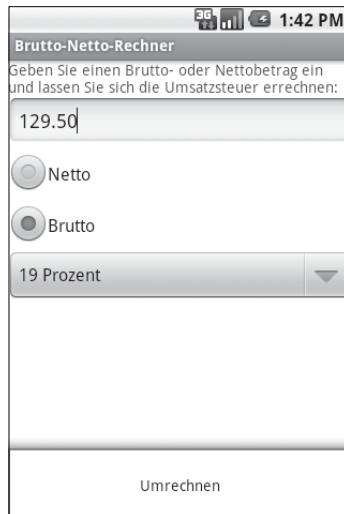 3G 1:42 PM
Brutto-Netto-Rechner
Geben Sie einen Brutto- oder Nettobetrag ein
und lassen Sie sich die Umsatzsteuer errechnen:
129.50
Netto
Brutto
19 Prozent
Umrechnen